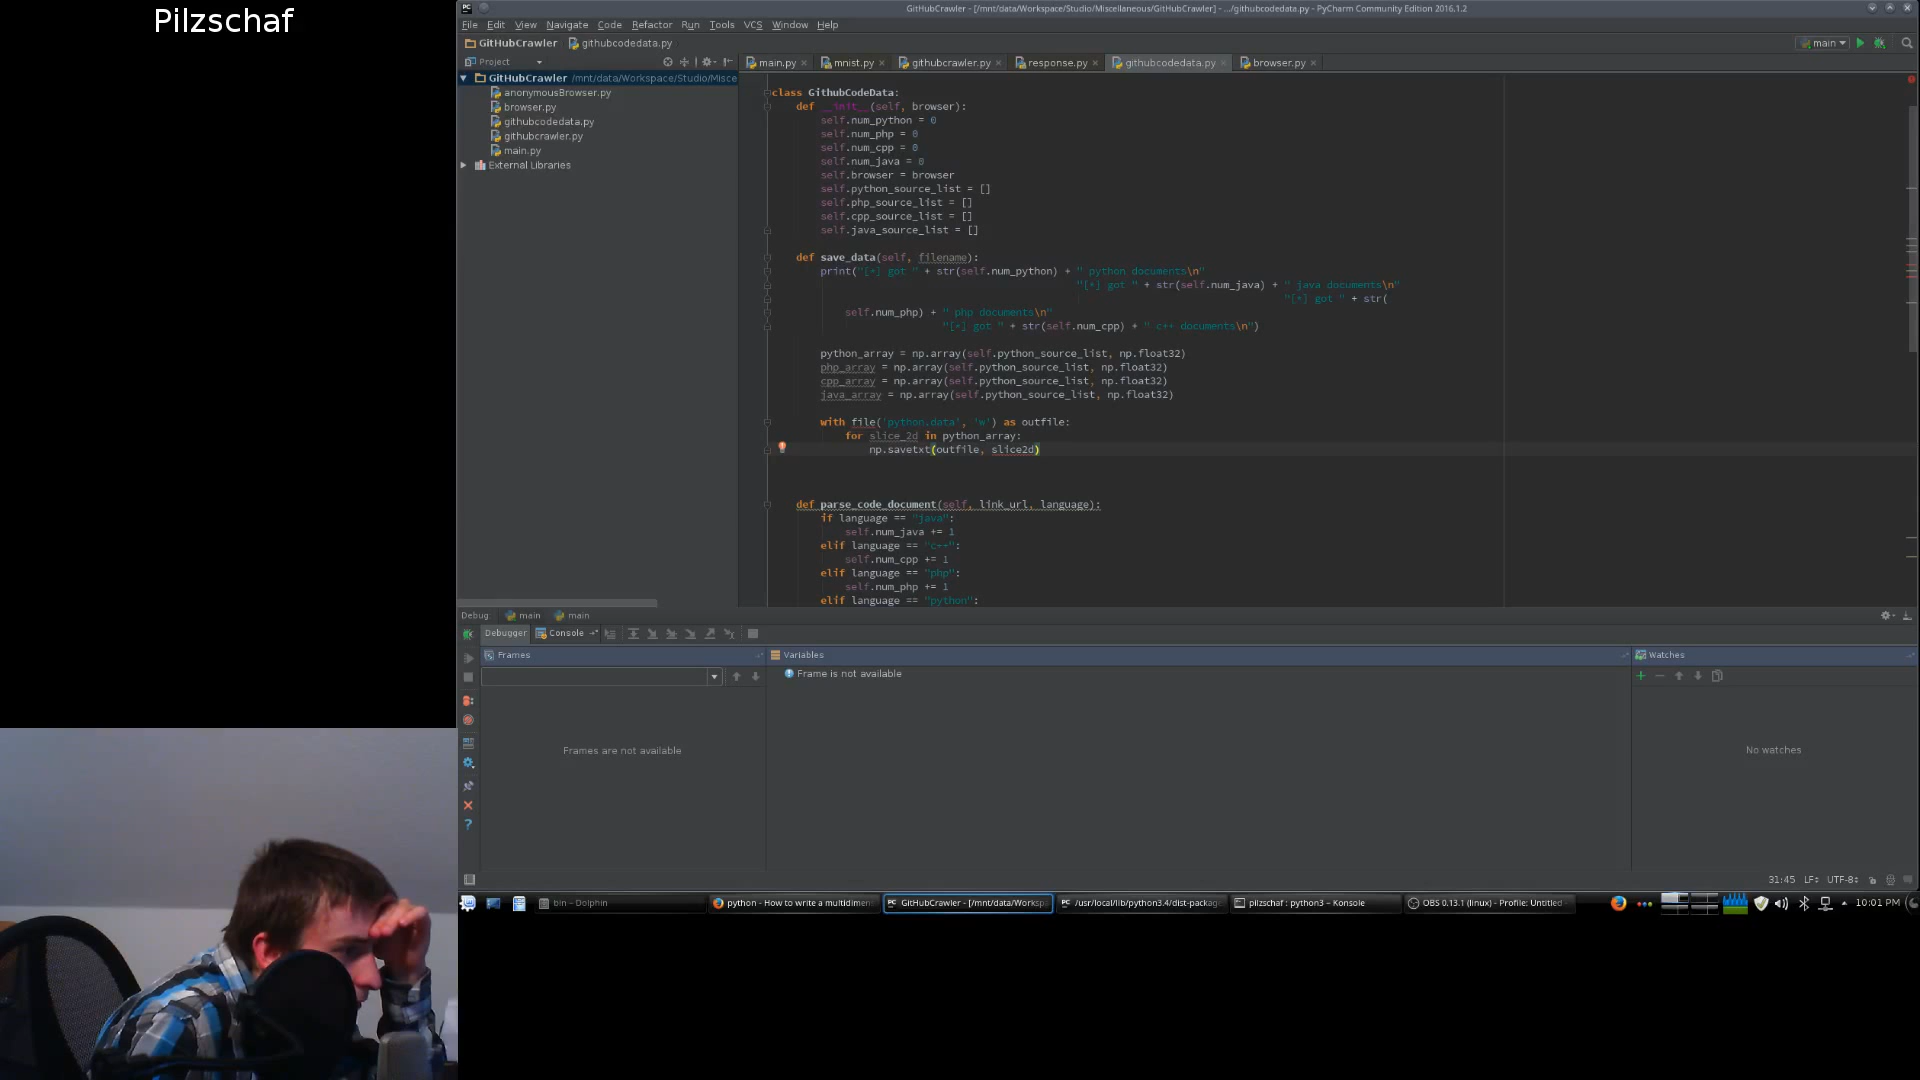 Pilzschaf
GitHubCrawler - [/mnt/data/Workspace/Studio/Miscellaneous/GitHubCrawler] - .../githubcodedata.py - PyCharm Community Edition 2016.1.2
File Edit View Navigate Code Refactor Run Tools VCS Window Help
GitHubCrawler githubcodedata.py
main
Project
main.py mnist.py githubcrawler.py response.py githubcodedata.py browser.py
GitHubCrawler /mnt/data/Workspace/Studio/Misce
anonymousBrowser.py
browser.py
githubcodedata.py
githubcrawler.py
main.py
External Libraries
class GithubCodeData:
def __init__(self, browser):
self.num_python = 0
self.num_php = 0
self.num_cpp = 0
self.num_java = 0
self.browser = browser
self.python_source_list = []
self.php_source_list = []
self.cpp_source_list = []
self.java_source_list = []
def save_data(self, filename):
print("[+] got " + str(self.num_python) + " python documents\n"
"[+] got " + str(self.num_java) + " java documents\n"
"[+] got " + str(
self.num_php) + " php documents\n"
"[+] got " + str(self.num_cpp) + " c++ documents\n")
python_array = np.array(self.python_source_list, np.float32)
php_array = np.array(self.python_source_list, np.float32)
cpp_array = np.array(self.python_source_list, np.float32)
java_array = np.array(self.python_source_list, np.float32)
with file('python.data', 'w') as outfile:
for slice_2d in python_array:
np.savetxt(outfile, slice2d)
def parse_code_document(self, link_url, language):
if language == "java":
self.num_java += 1
elif language == "c++":
self.num_cpp += 1
elif language == "php":
self.num_php += 1
elif language == "python":
Debug: main main
Debugger Console
Frames
Variables
Watches
Frame is not available
Frames are not available
No watches
31:45 LF÷ UTF-8÷
bin – Dolphin
python - How to write a multidimen
GitHubCrawler - [/mnt/data/Worksp
/usr/local/lib/python3.4/dist-packag
pilzschaf : python3 – Konsole
OBS 0.13.1 (linux) - Profile: Untitled -
10:01 PM